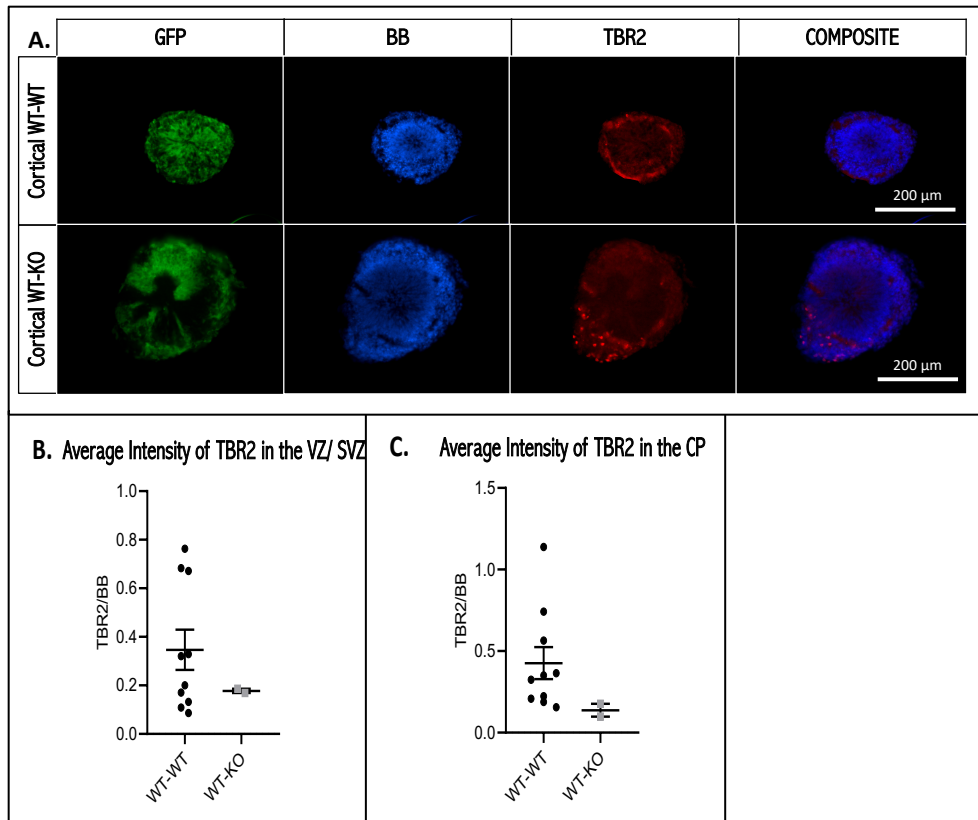 A.
GFP
BB
TBR2
COMPOSITE
Cortical WT-WT
200 µm
Cortical WT-KO
200 µm
B. Average Intensity of TBR2 in the VZ/ SVZ
1.0
0.8
0.6
0.4
0.2
0.0
TBR2/BB
WT-WT
WT-KO
C. Average Intensity of TBR2 in the CP
1.5
1.0
0.5
0.0
TBR2/BB
WT-WT
WT-KO